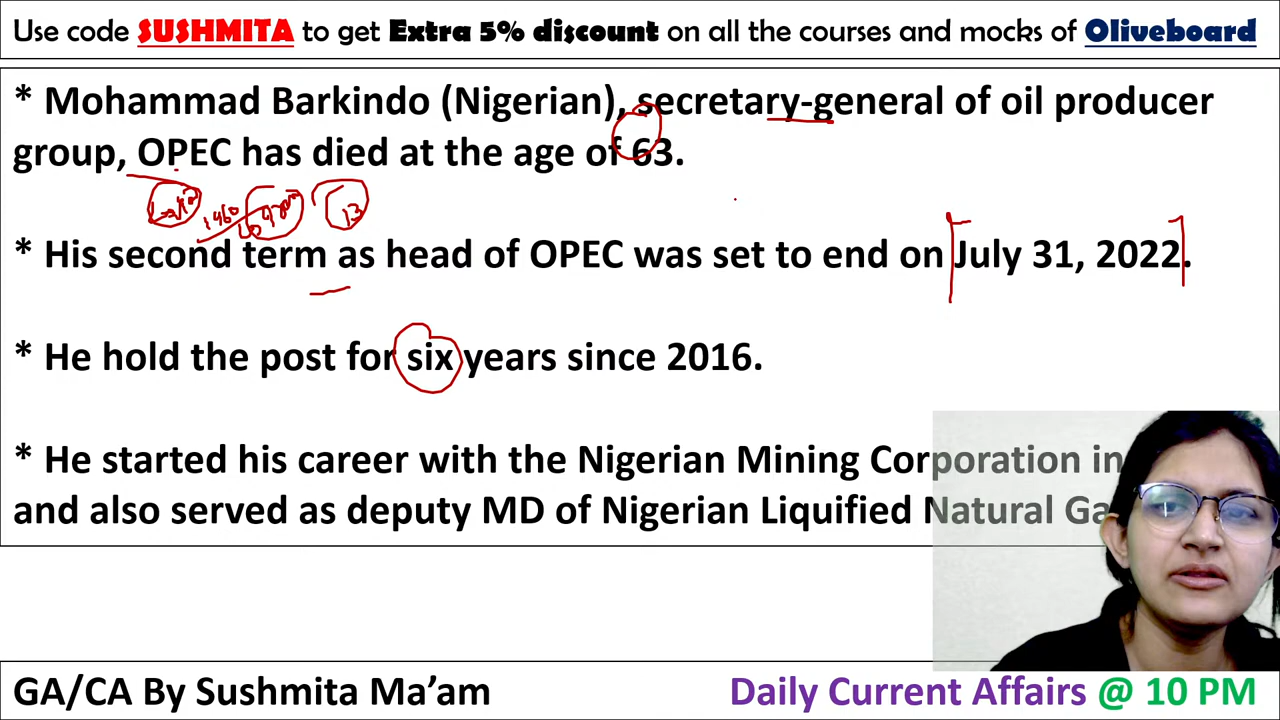 Use code SUSHMITA to get Extra 5% discount on all the courses and mocks of Oliveboard
* Mohammad Barkindo (Nigerian), secretary-general of oil producer
group, OPEC has died at the age of 63.
1960
13
* His second term as head of OPEC was set to end on July 31, 2022.
* He hold the post for six years since 2016.
* He started his career with the Nigerian Mining Corporation in
and also served as deputy MD of Nigerian Liquified Natural Ga
GA/CA By Sushmita Ma’am
Daily Current Affairs @ 10 PM